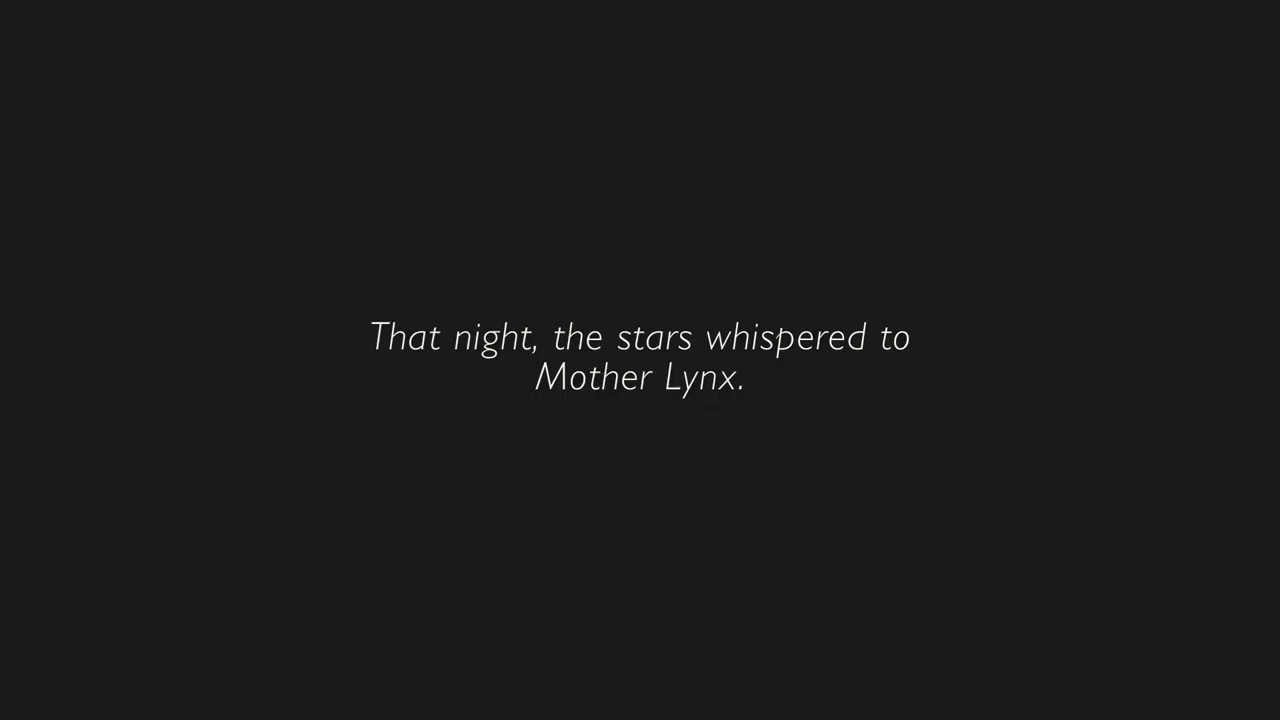 That night, the stars whispered to
Mother Lynx.